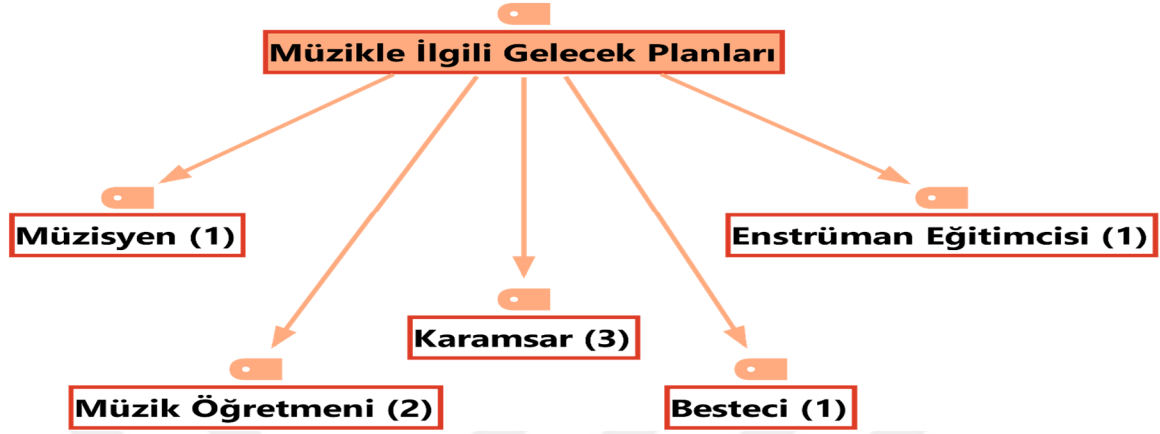 Müzikle İlgili Gelecek Planları
Müzisyen (1)
Enstrüman Eğitimcisi (1)
Karamsar (3)
Müzik Öğretmeni (2)
Besteci (1)